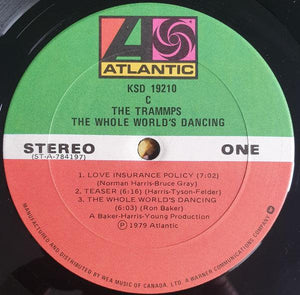 ATLANTIC
KSD 19210
C
THE TRAMMPS
THE WHOLE WORLD'S DANCING
STEREO
ONE
(ST-A-784197)
1. LOVE INSURANCE POLICY (7:02)
(Norman Harris-Bruce Gray)
2. TEASER (6:16) (Harris-Tyson-Felder)
3. THE WHOLE WORLD'S DANCING
(6:03) (Ron Baker)
A Baker-Harris-Young Production
℗ 1979 Atlantic
MANUFACTURED AND DISTRIBUTED BY WEA MUSIC OF CANADA, LTD. A WARNER COMMUNICATIONS COMPANY